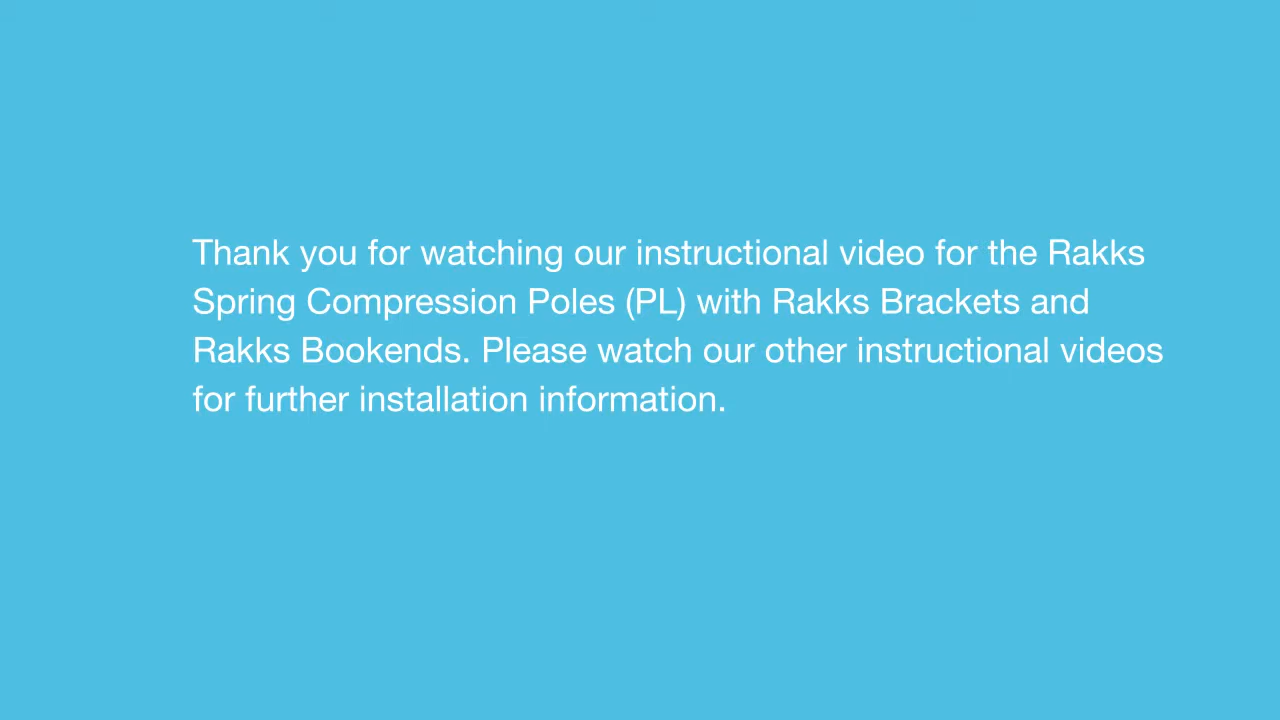 Thank you for watching our instructional video for the Rakks
Spring Compression Poles (PL) with Rakks Brackets and
Rakks Bookends. Please watch our other instructional videos
for further installation information.